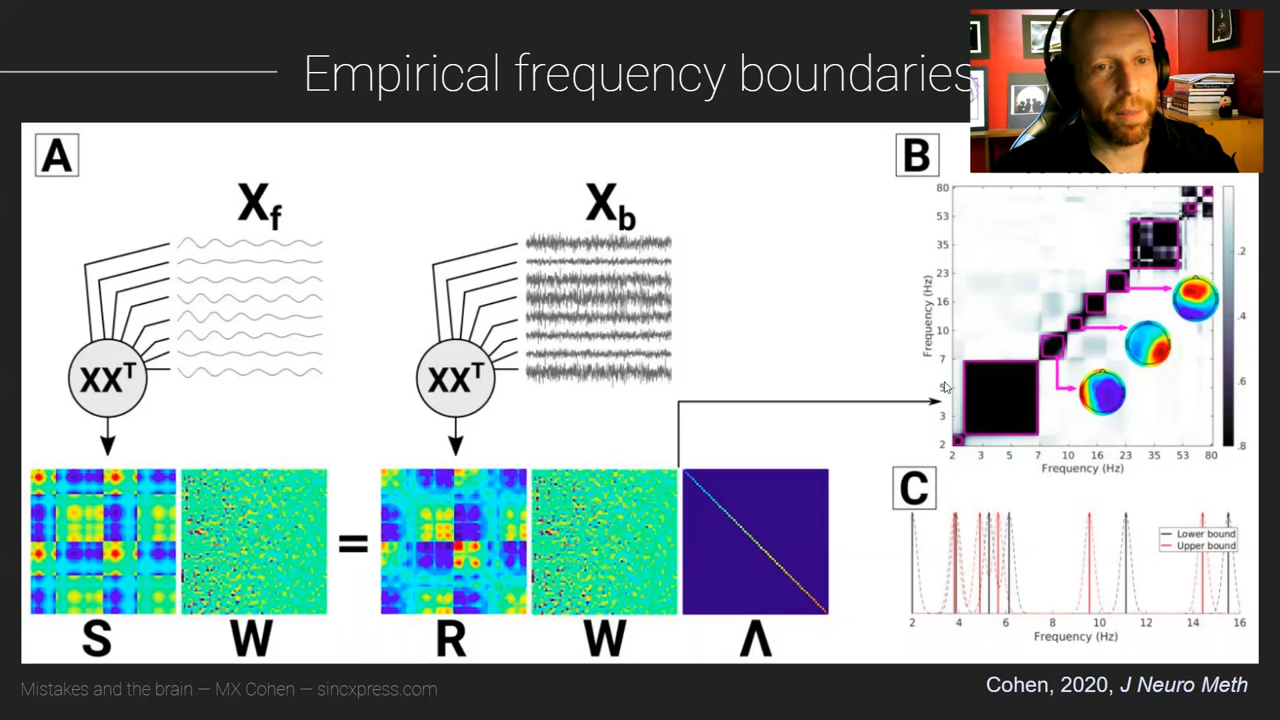 Empirical frequency boundaries
A
X_f
X_b
B
XX^T
XX^T
80
53
35
23
16
10
7
5
3
2
Frequency (Hz)
2 3 5 7 10 16 23 35 53 80
Frequency (Hz)
.2
.4
.6
.8
C
Lower bound
Upper bound
2 4 6 8 10 12 14 16
Frequency (Hz)
=
S W R W Λ
Mistakes and the brain — MX Cohen — sincxpress.com
Cohen, 2020, J Neuro Meth